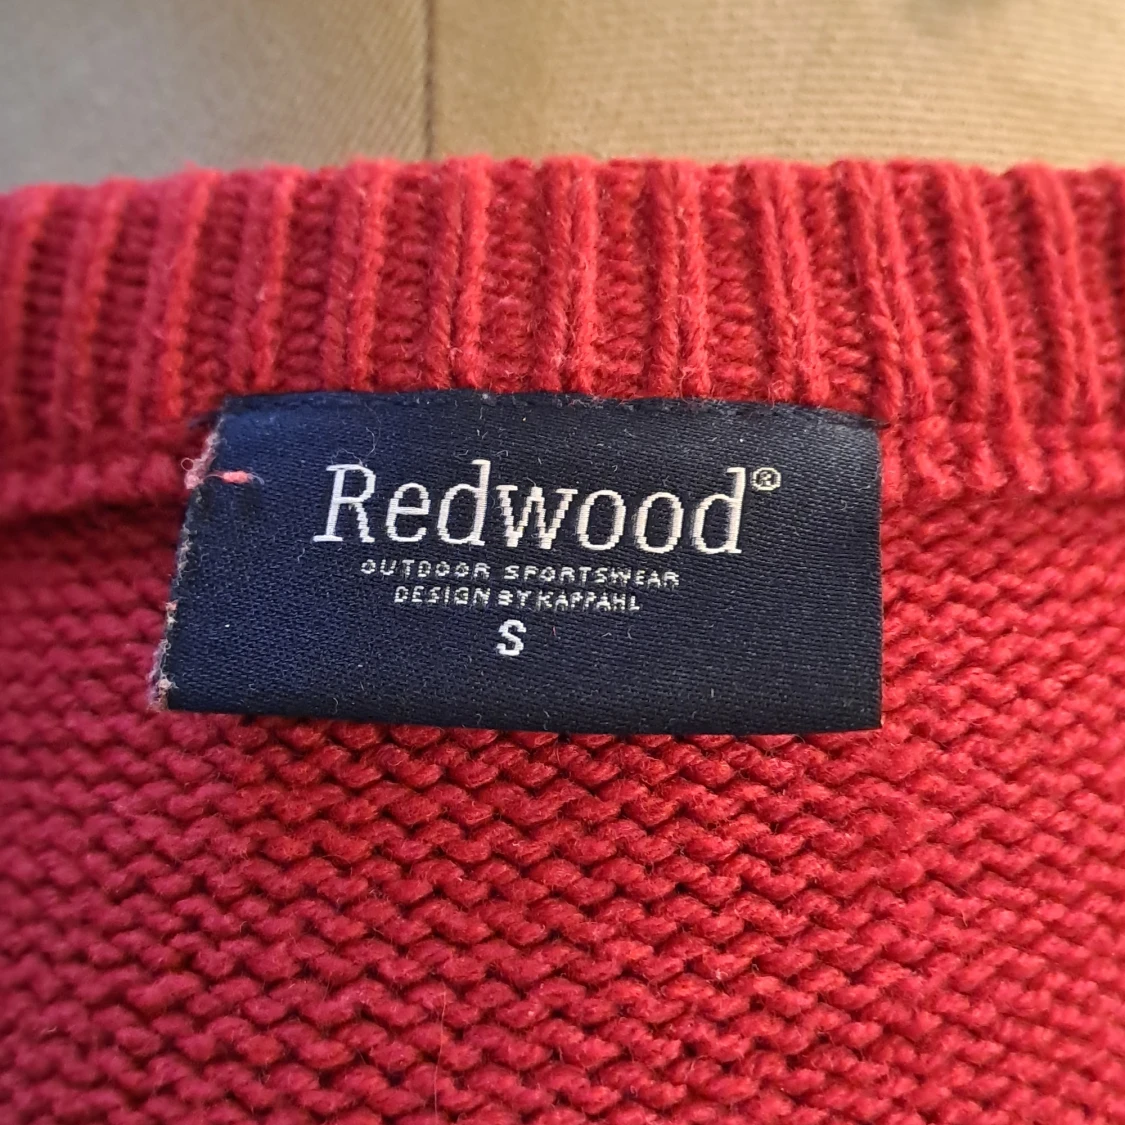 Redwood®
OUTDOOR SPORTSWEAR
DESIGN BY KAPPAHL
S